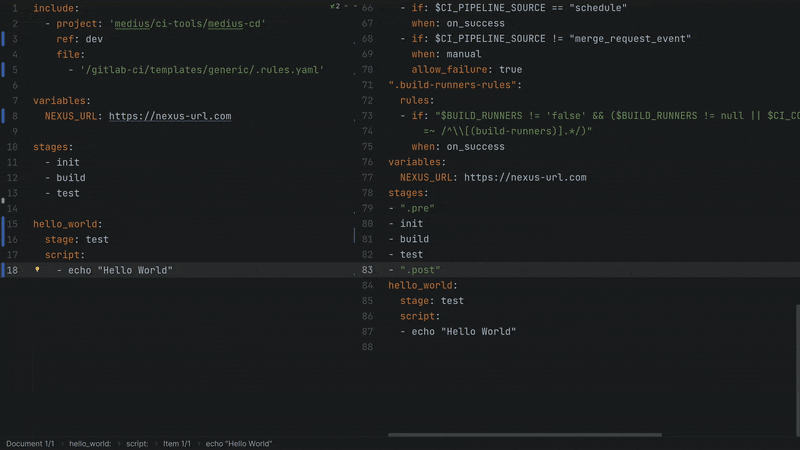 1 include:
2 - project: 'medius/ci-tools/medius-cd'
3 ref: dev
4 file:
5 - '/gitlab-ci/templates/generic/.rules.yaml'
6
7 variables:
8 NEXUS_URL: https://nexus-url.com
9
10 stages:
11 - init
12 - build
13 - test
14
15 hello_world:
16 stage: test
17 script:
18 - echo "Hello World"
2
66 - if: $CI_PIPELINE_SOURCE == "schedule"
67 when: on_success
68 - if: $CI_PIPELINE_SOURCE != "merge_request_event"
69 when: manual
70 allow_failure: true
71 ".build-runners-rules":
72 rules:
73 - if: "$BUILD_RUNNERS != 'false' && ($BUILD_RUNNERS != null || $CI_CO
74 =~ /^\\[(build-runners)].*/)"
75 when: on_success
76 variables:
77 NEXUS_URL: https://nexus-url.com
78 stages:
79 - ".pre"
80 - init
81 - build
82 - test
83 - ".post"
84 hello_world:
85 stage: test
86 script:
87 - echo "Hello World"
88
Document 1/1 › hello_world: › script: › Item 1/1 › echo "Hello World"